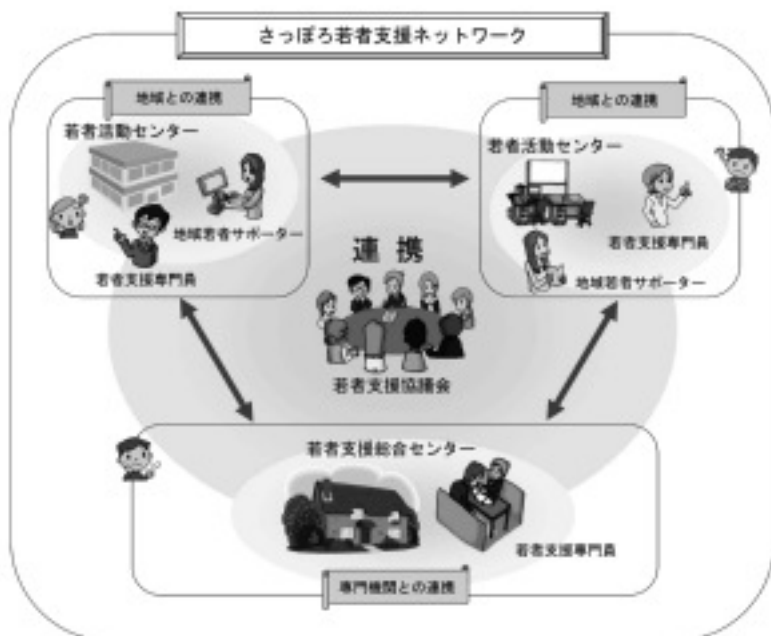 さっぽろ若者支援ネットワーク
地域との連携
若者活動センター
地域若者サポーター
若者支援専門員
地域との連携
若者活動センター
若者支援専門員
地域若者サポーター
連携
若者支援協議会
若者支援総合センター
若者支援専門員
専門機関との連携